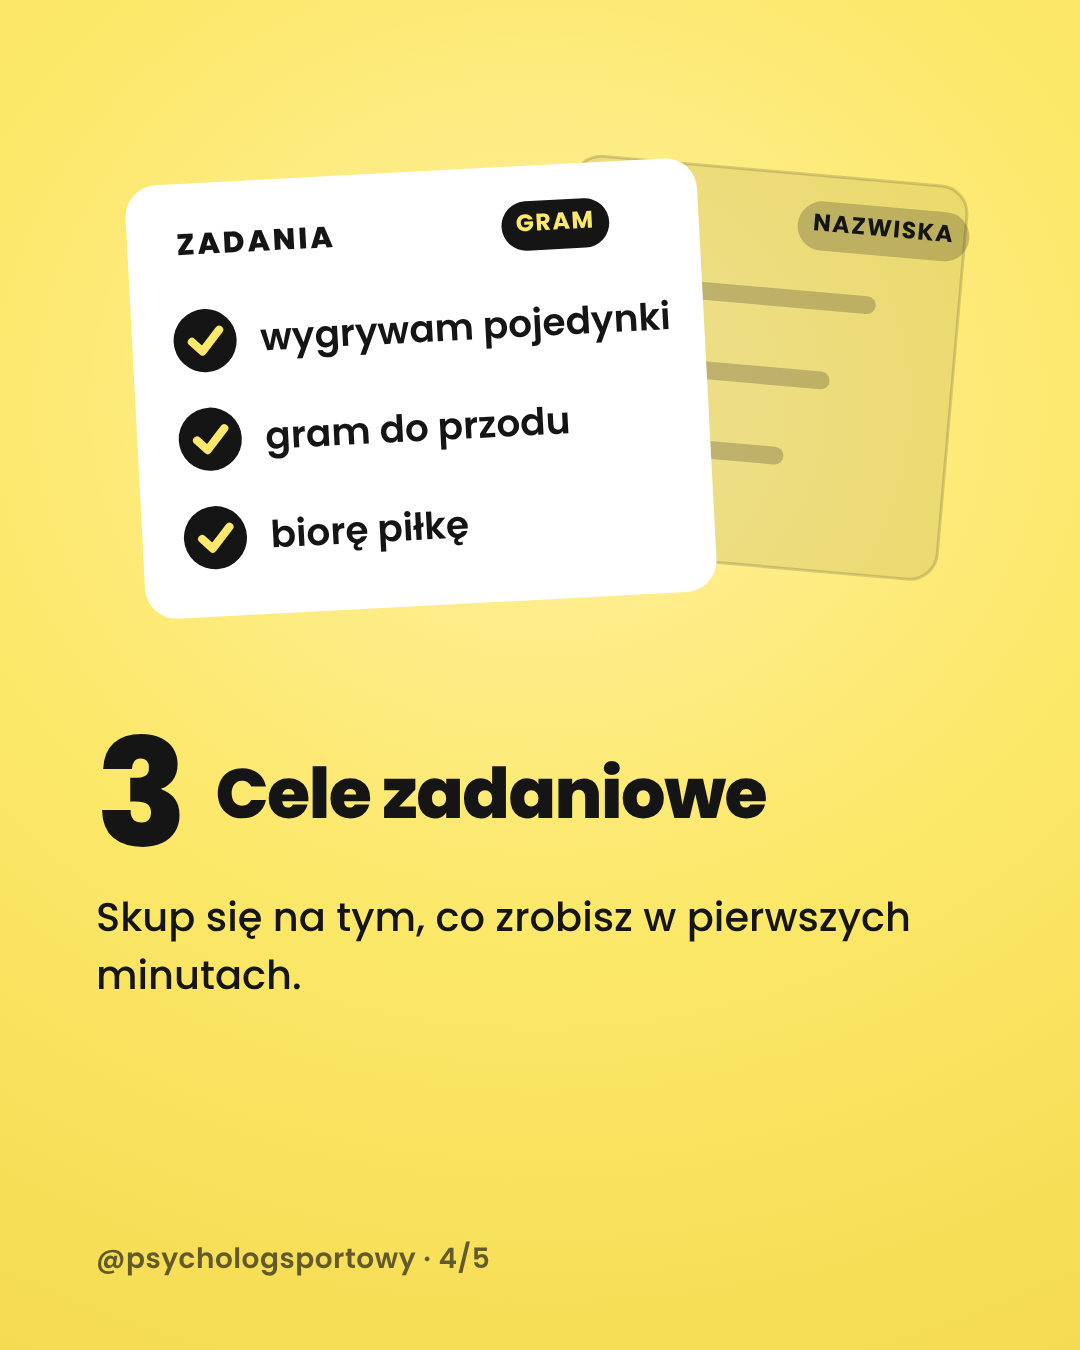 ZADANIA
GRAM
NAZWISKA
wygrywam pojedynki
gram do przodu
biorę piłkę
3 Cele zadaniowe
Skup się na tym, co zrobisz w pierwszych
minutach.
@psychologsportowy · 4/5